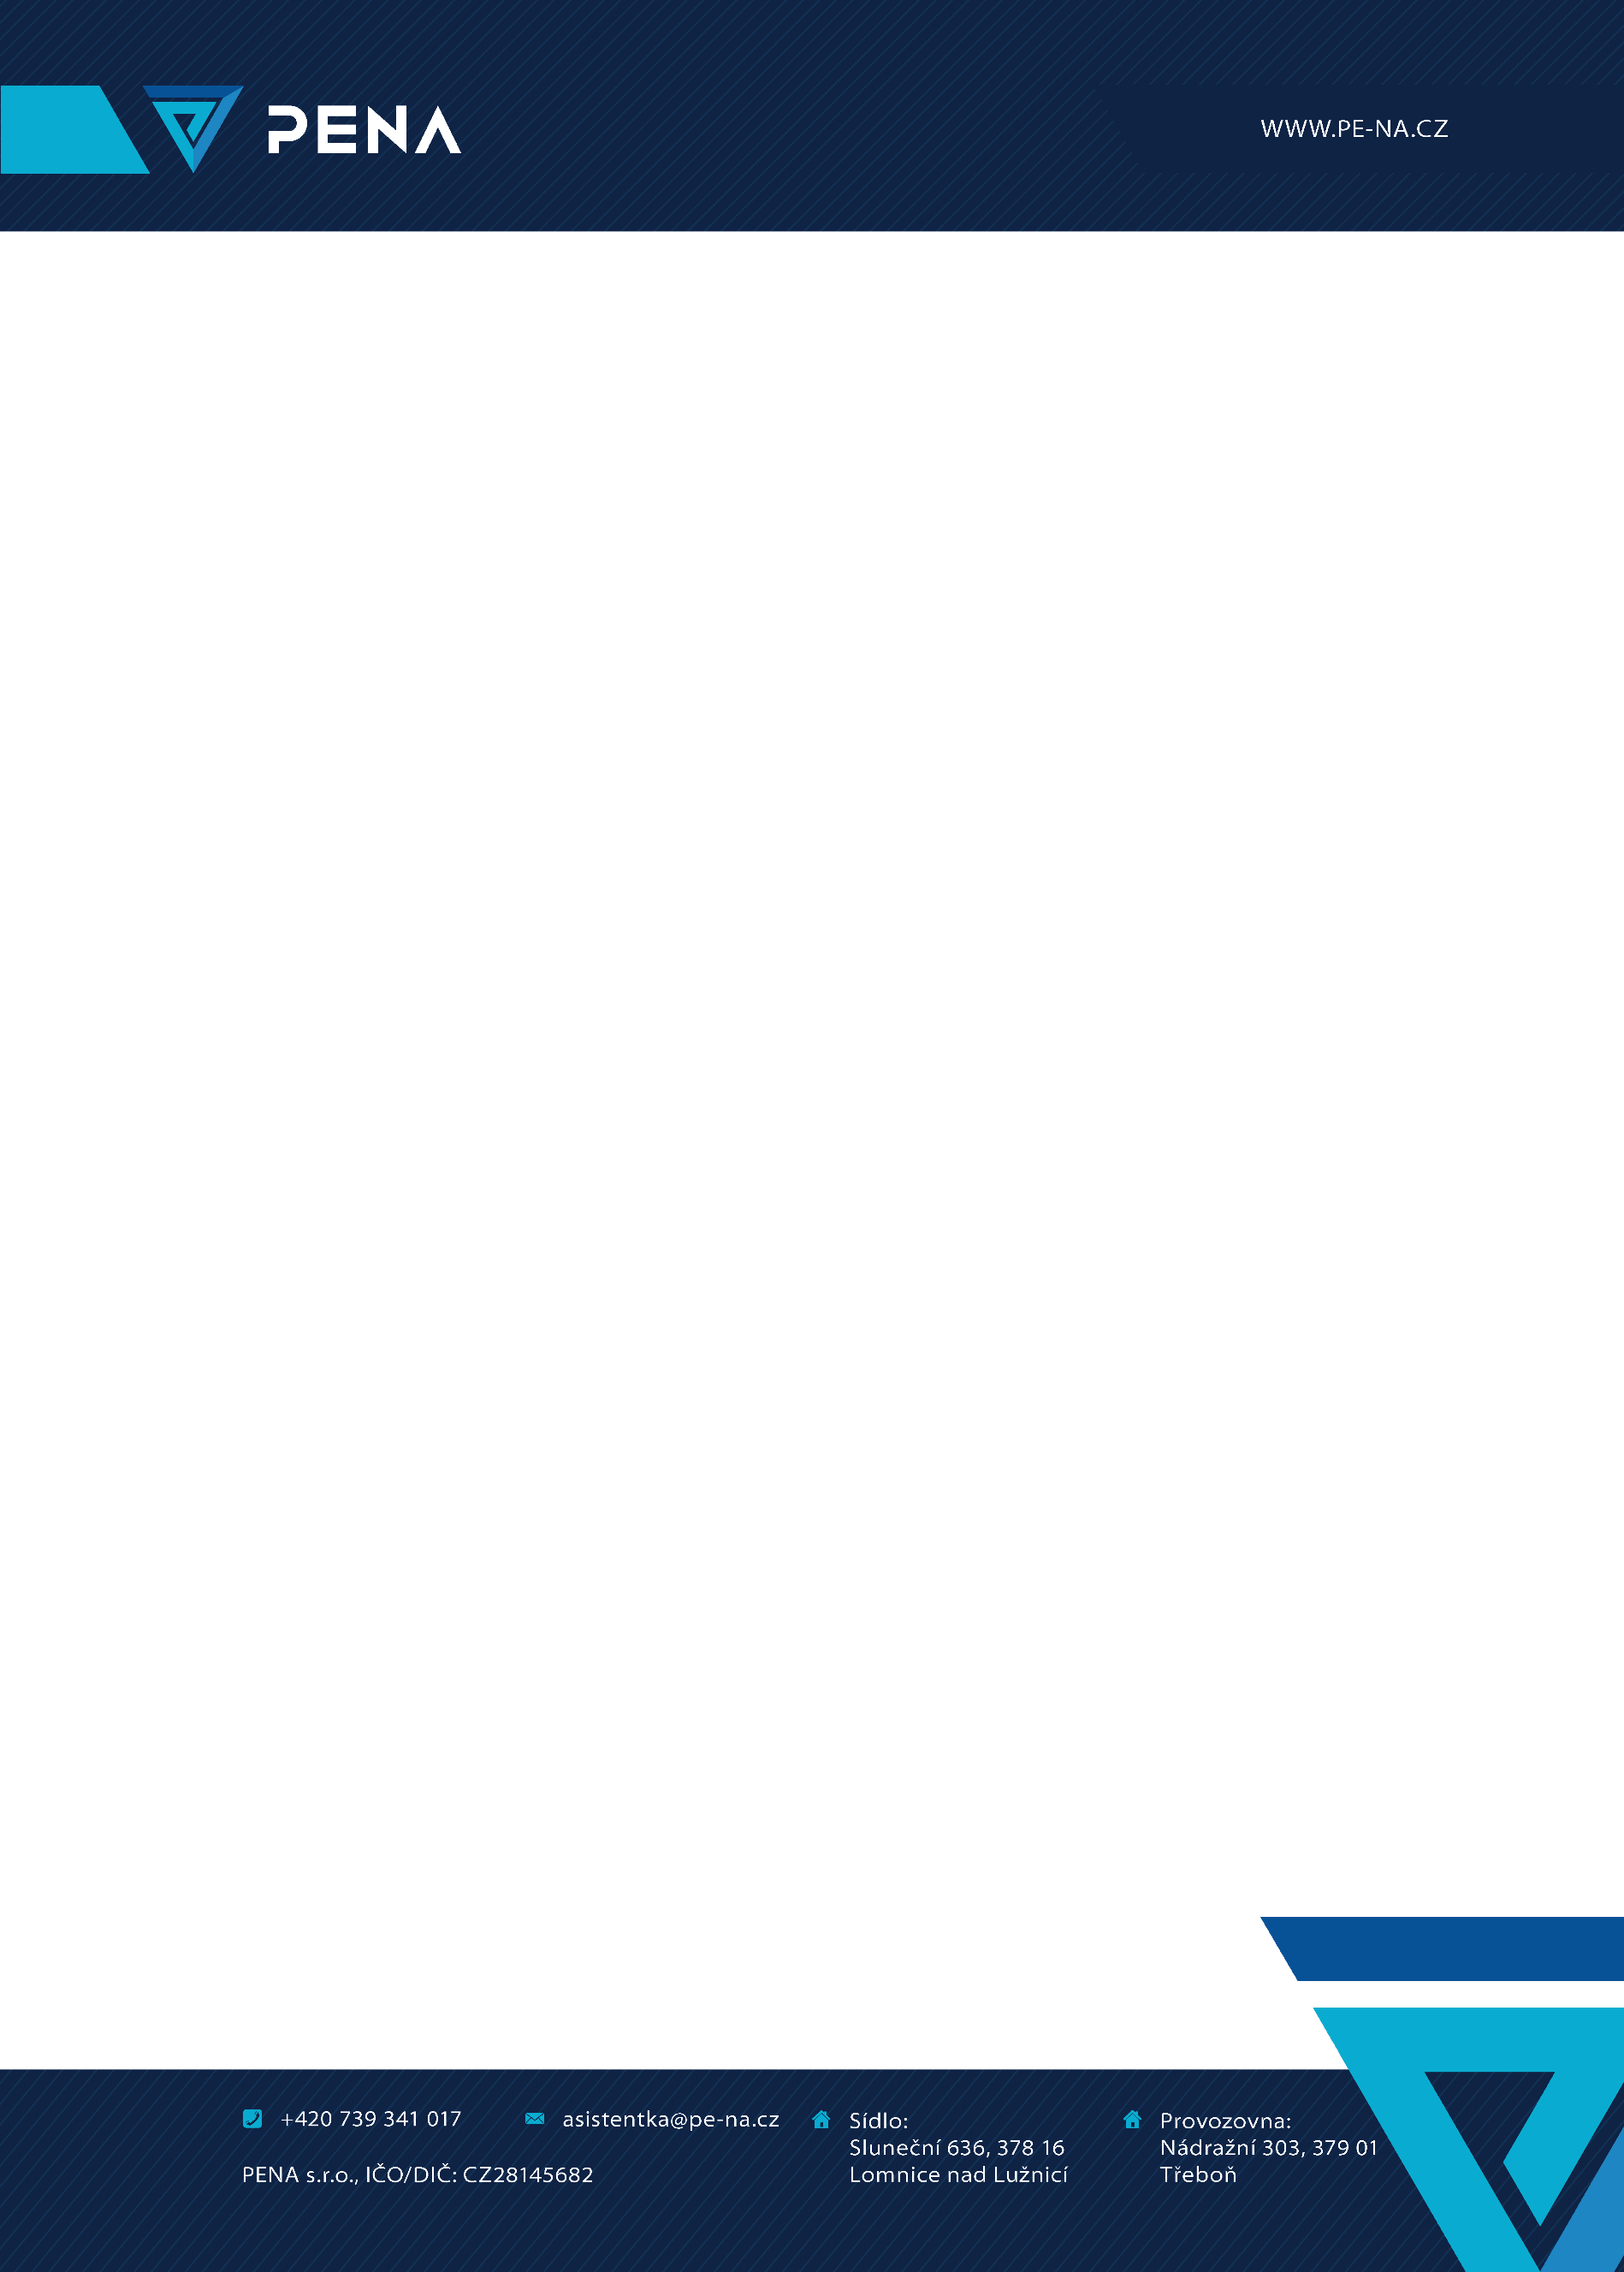 PENA
WWW.PE-NA.CZ
+420 739 341 017
asistentka@pe-na.cz
PENA s.r.o., IČO/DIČ: CZ28145682
Sídlo:
Sluneční 636, 378 16
Lomnice nad Lužnicí
Provozovna:
Nádražní 303, 379 01
Třeboň